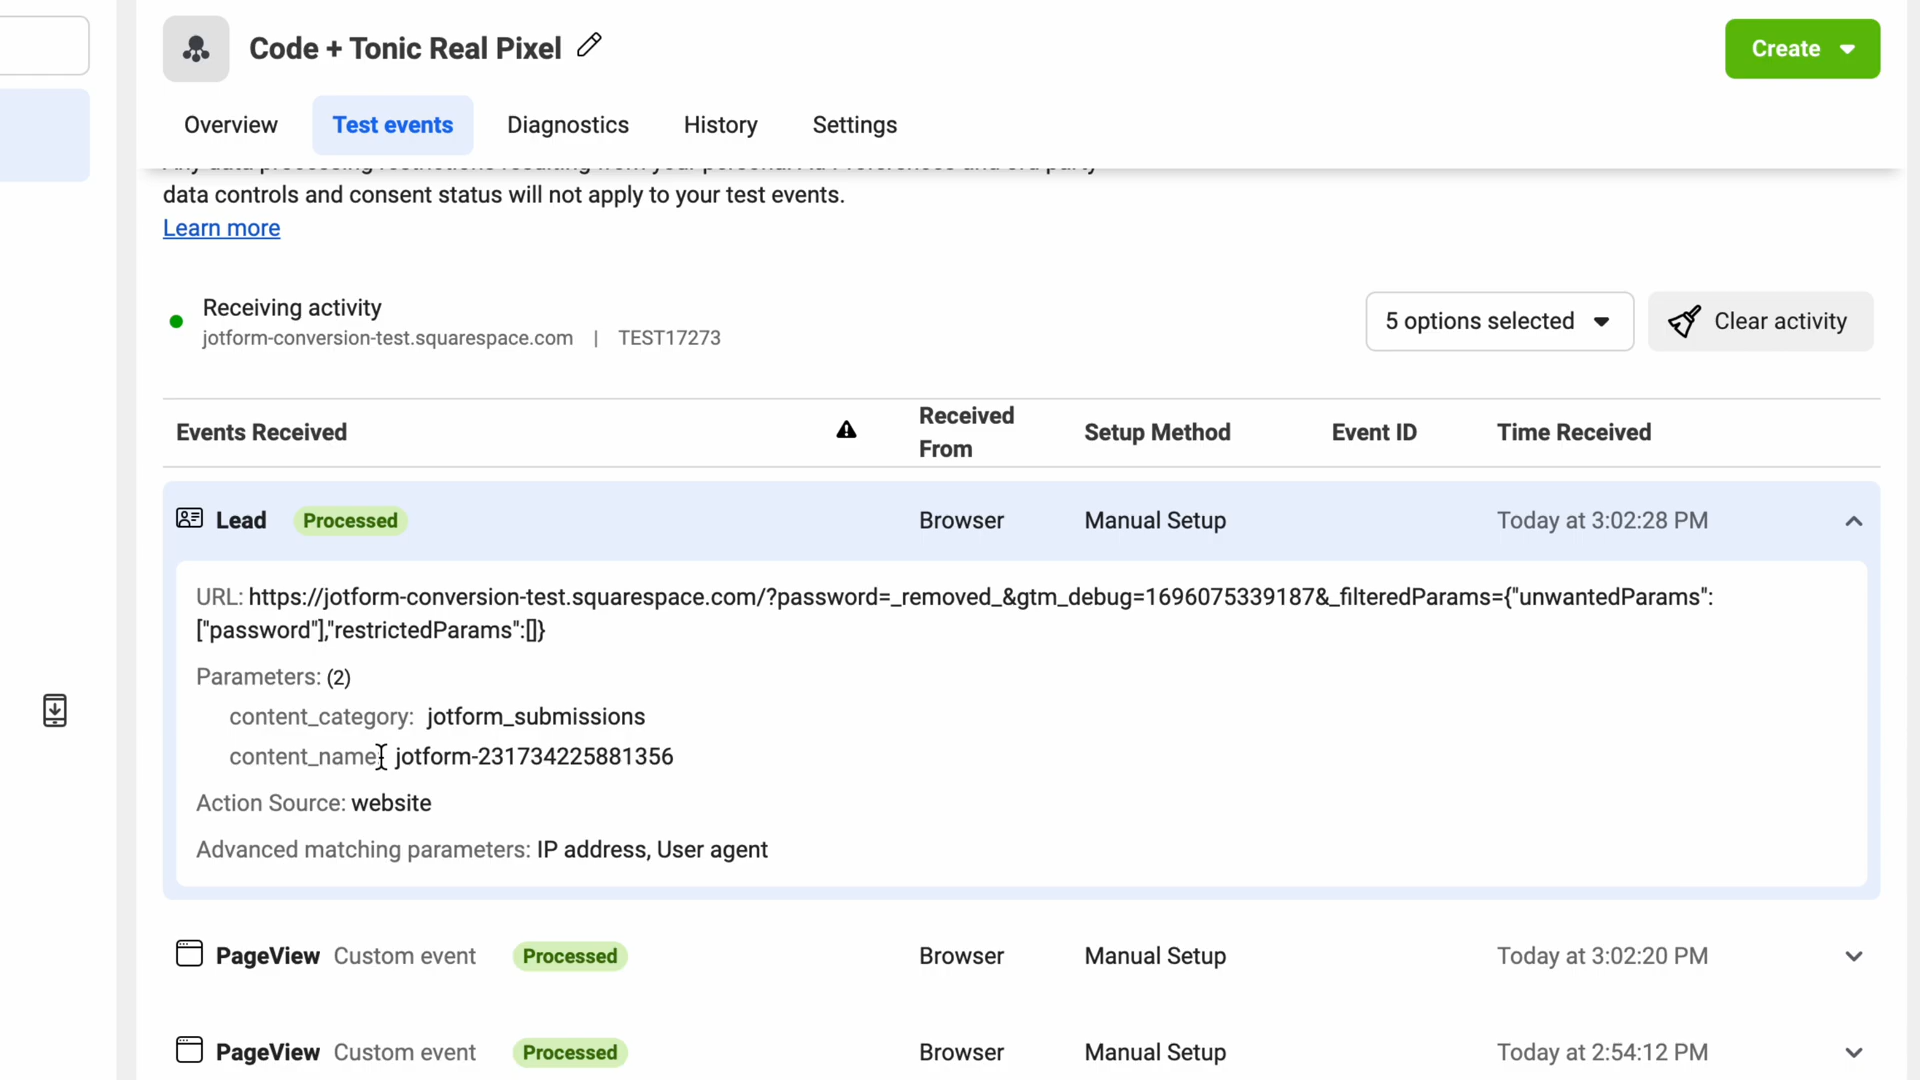 Code + Tonic Real Pixel
Create
Overview
Test events
Diagnostics
History
Settings
data controls and consent status will not apply to your test events.
Learn more
Receiving activity
jotform-conversion-test.squarespace.com | TEST17273
5 options selected
Clear activity
Events Received
Received
From
Setup Method
Event ID
Time Received
Lead Processed Browser Manual Setup Today at 3:02:28 PM
URL: https://jotform-conversion-test.squarespace.com/?password=_removed_&gtm_debug=1696075339187&_filteredParams={"unwantedParams":
["password"],"restrictedParams":[]}
Parameters: (2)
content_category: jotform_submissions
content_name: jotform-231734225881356
Action Source: website
Advanced matching parameters: IP address, User agent
PageView Custom event Processed Browser Manual Setup Today at 3:02:20 PM
PageView Custom event Processed Browser Manual Setup Today at 2:54:12 PM